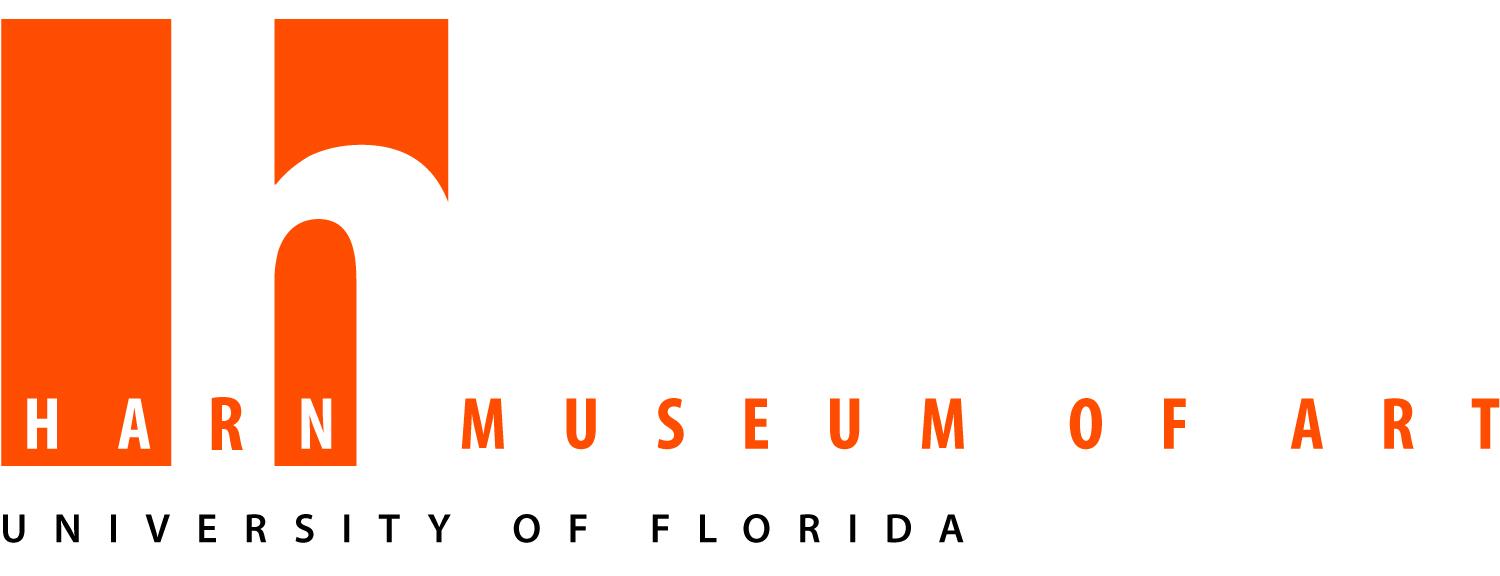 HARN MUSEUM OF ART
UNIVERSITY OF FLORIDA